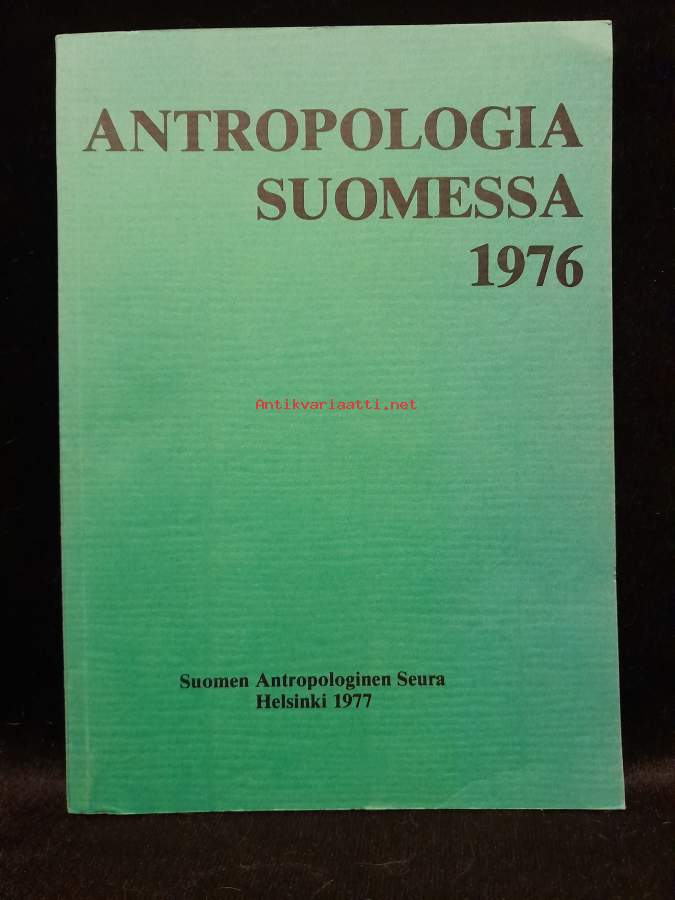 ANTROPOLOGIA
SUOMESSA
1976
Antikvariaatti.net
Suomen Antropologinen Seura
Helsinki 1977